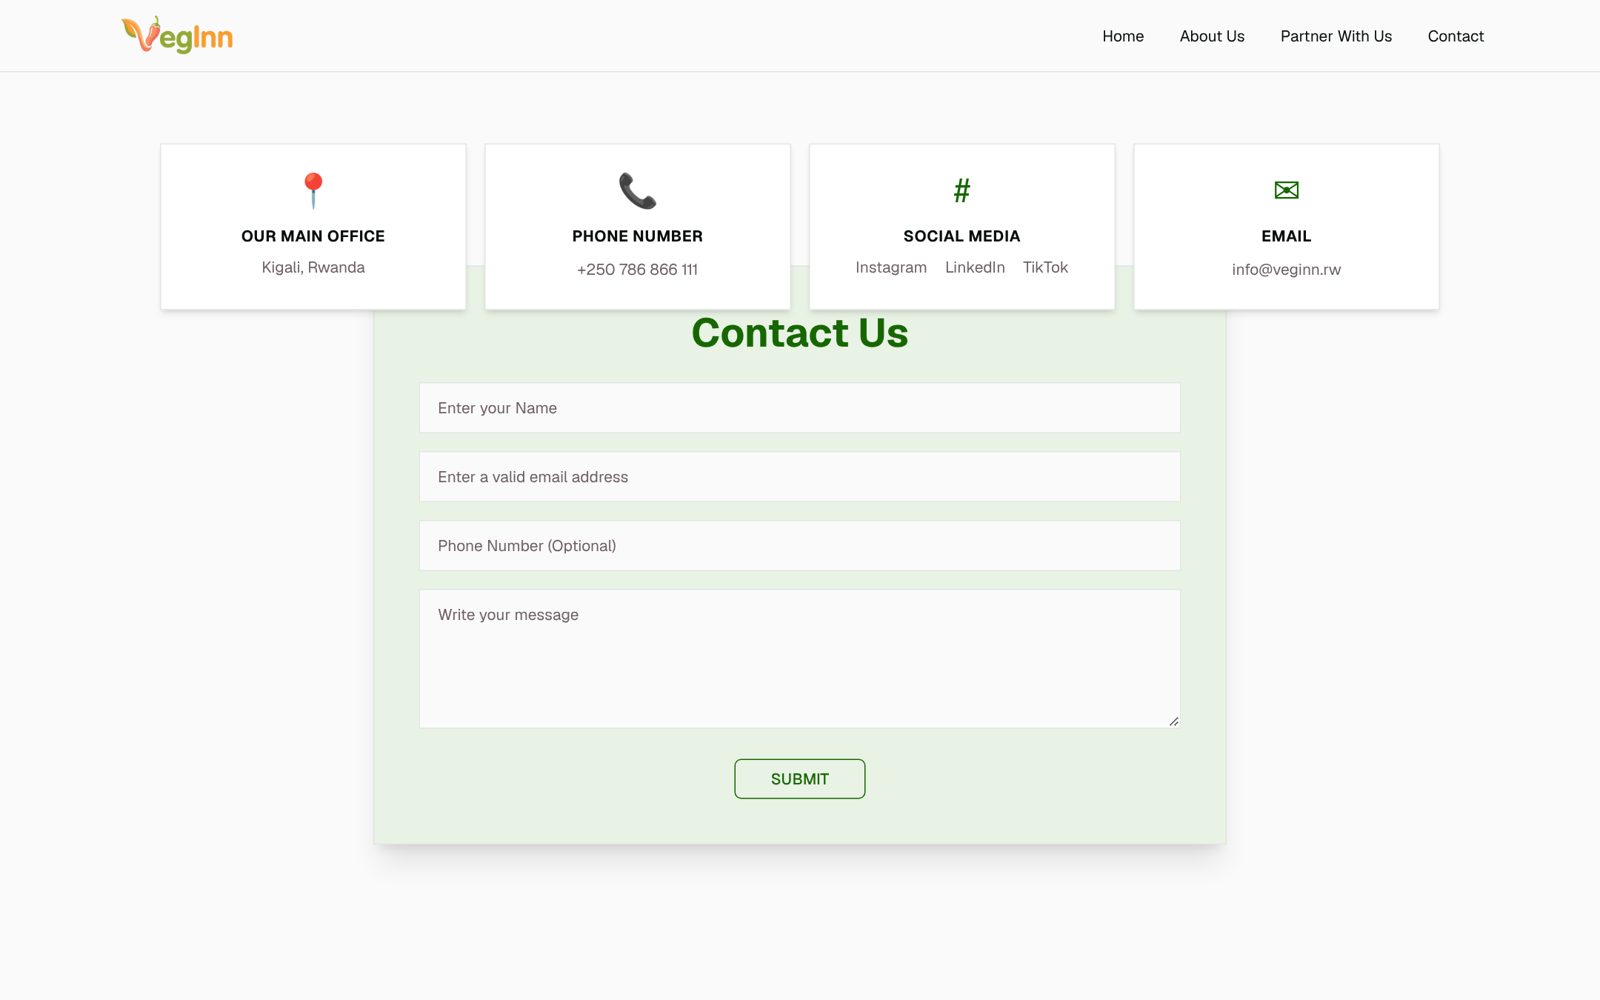 VegInn
Home About Us Partner With Us Contact
OUR MAIN OFFICE
Kigali, Rwanda
PHONE NUMBER
+250 786 866 111
#
SOCIAL MEDIA
Instagram LinkedIn TikTok
EMAIL
info@veginn.rw
Contact Us
Enter your Name
Enter a valid email address
Phone Number (Optional)
Write your message
SUBMIT